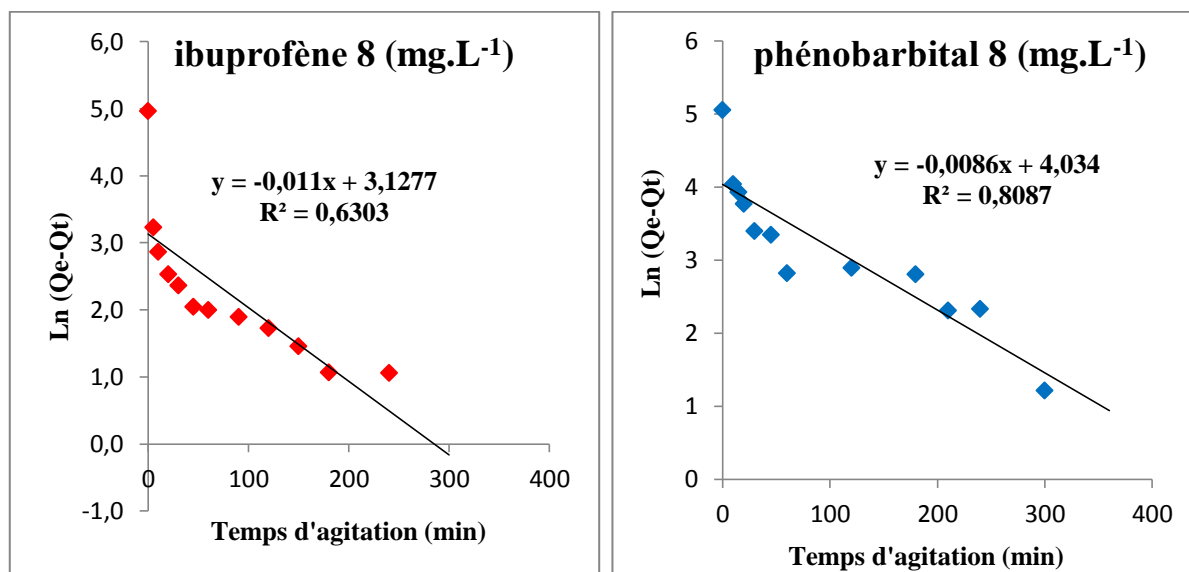 ibuprofène 8 (mg.L-1)
6,0
5,0
4,0
3,0
2,0
1,0
0,0
-1,0
Ln (Qe-Qt)
y = -0,011x + 3,1277
R² = 0,6303
0 100 200 300 400
Temps d'agitation (min)
phénobarbital 8 (mg.L-1)
6
5
4
3
2
1
0
Ln (Qe-Qt)
y = -0,0086x + 4,034
R² = 0,8087
0 100 200 300 400
Temps d'agitation (min)